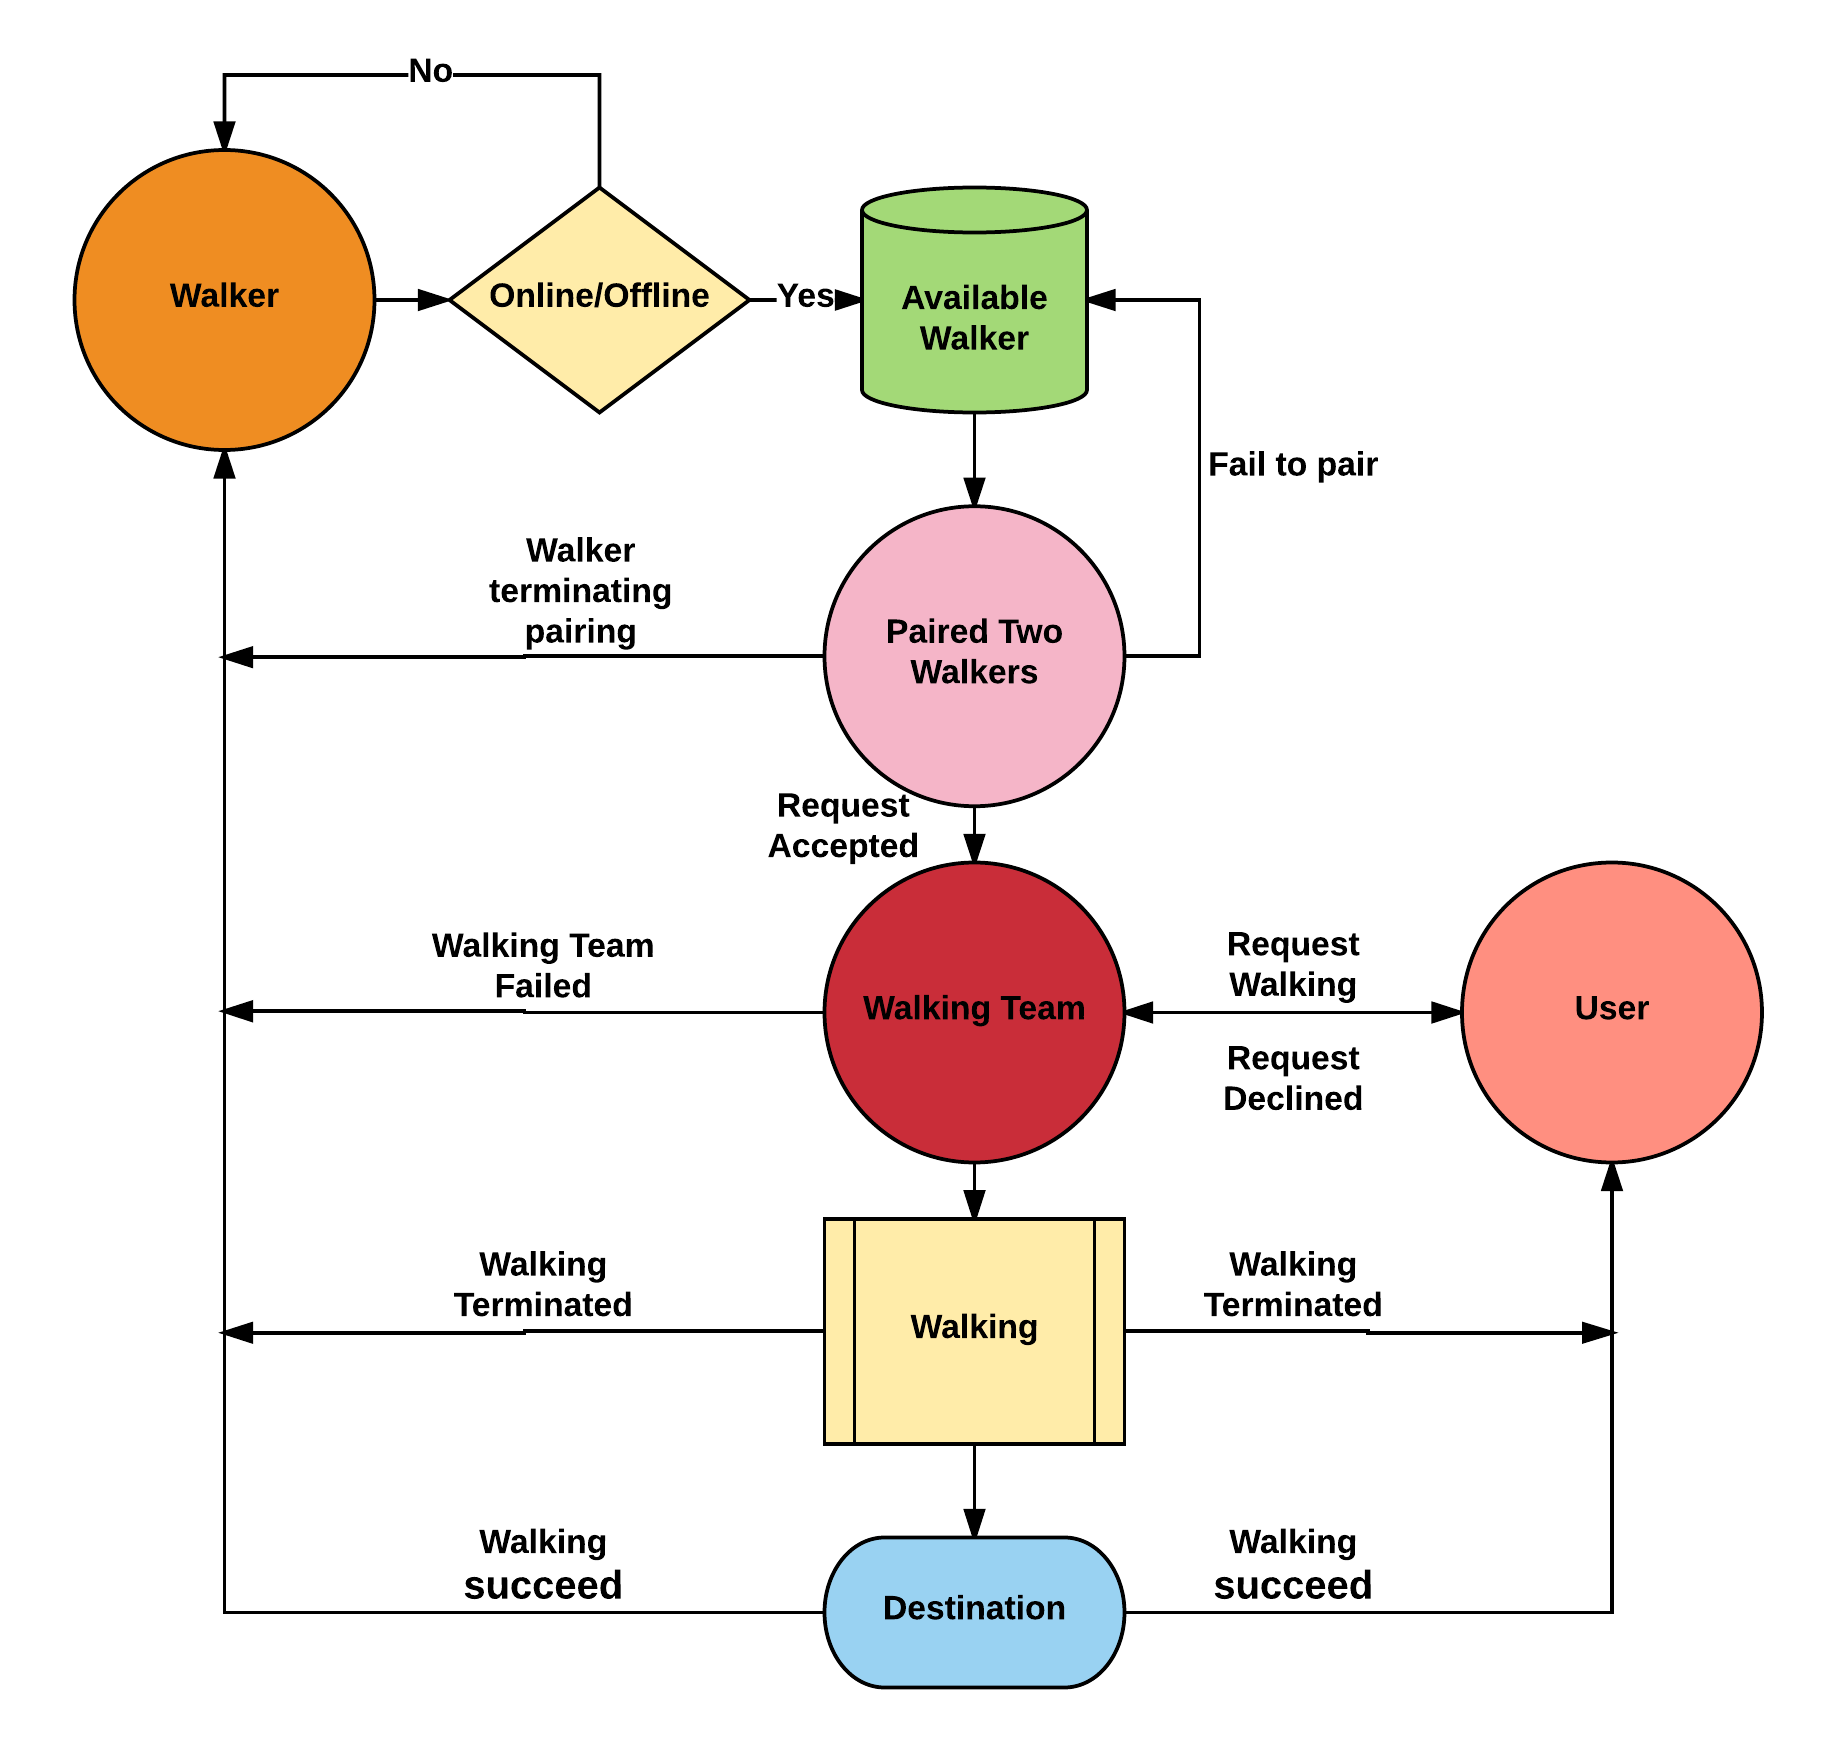 No
Walker
Online/Offline
Yes
Available
Walker
Fail to pair
Walker
terminating
pairing
Paired Two
Walkers
Request
Accepted
Walking Team
Failed
Walking Team
Request
Walking
User
Request
Declined
Walking
Terminated
Walking
Walking
Terminated
Walking
succeed
Destination
Walking
succeed